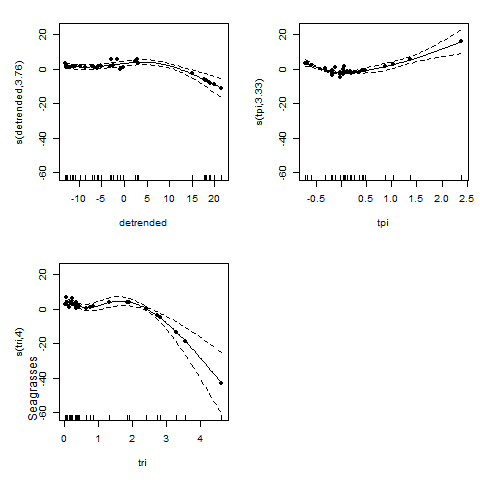 s(detrended,3.76)
20
0
-20
-40
-60
-10 -5 0 5 10 15 20
detrended
s(tpi,3.33)
20
0
-20
-40
-60
-0.5 0.0 0.5 1.0 1.5 2.0 2.5
tpi
Seagrasses
s(tri,4)
20
0
-20
-40
-60
0 1 2 3 4
tri